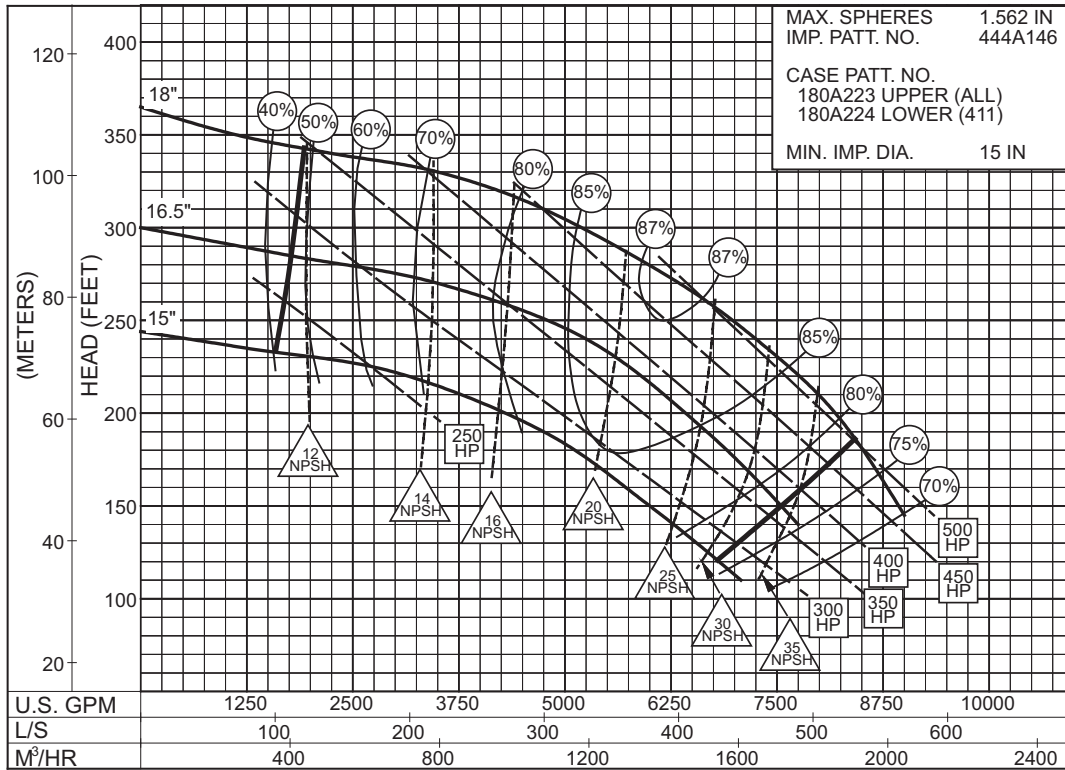 MAX. SPHERES 1.562 IN
IMP. PATT. NO. 444A146
CASE PATT. NO.
180A223 UPPER (ALL)
180A224 LOWER (411)
MIN. IMP. DIA. 15 IN
(METERS)
HEAD (FEET)
120
100
80
60
40
20
400
350
300
250
200
150
100
18"
16.5"
15"
40%
50%
60%
70%
80%
85%
87%
87%
85%
80%
75%
70%
12
NPSH
14
NPSH
16
NPSH
20
NPSH
25
NPSH
30
NPSH
35
NPSH
250
HP
300
HP
350
HP
400
HP
450
HP
500
HP
U.S. GPM 1250 2500 3750 5000 6250 7500 8750 10000
L/S 100 200 300 400 500 600
M³/HR 400 800 1200 1600 2000 2400